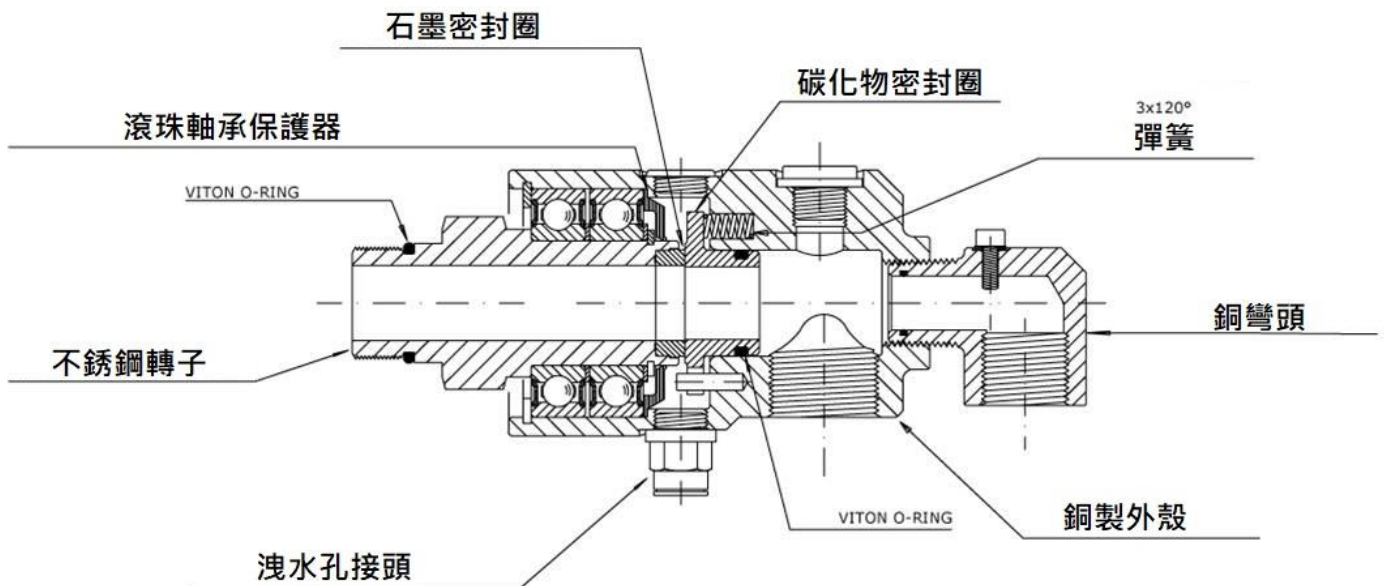 石墨密封圈
碳化物密封圈
3x120°
彈簧
滾珠軸承保護器
VITON O-RING
不銹鋼轉子
銅彎頭
VITON O-RING
銅製外殼
洩水孔接頭